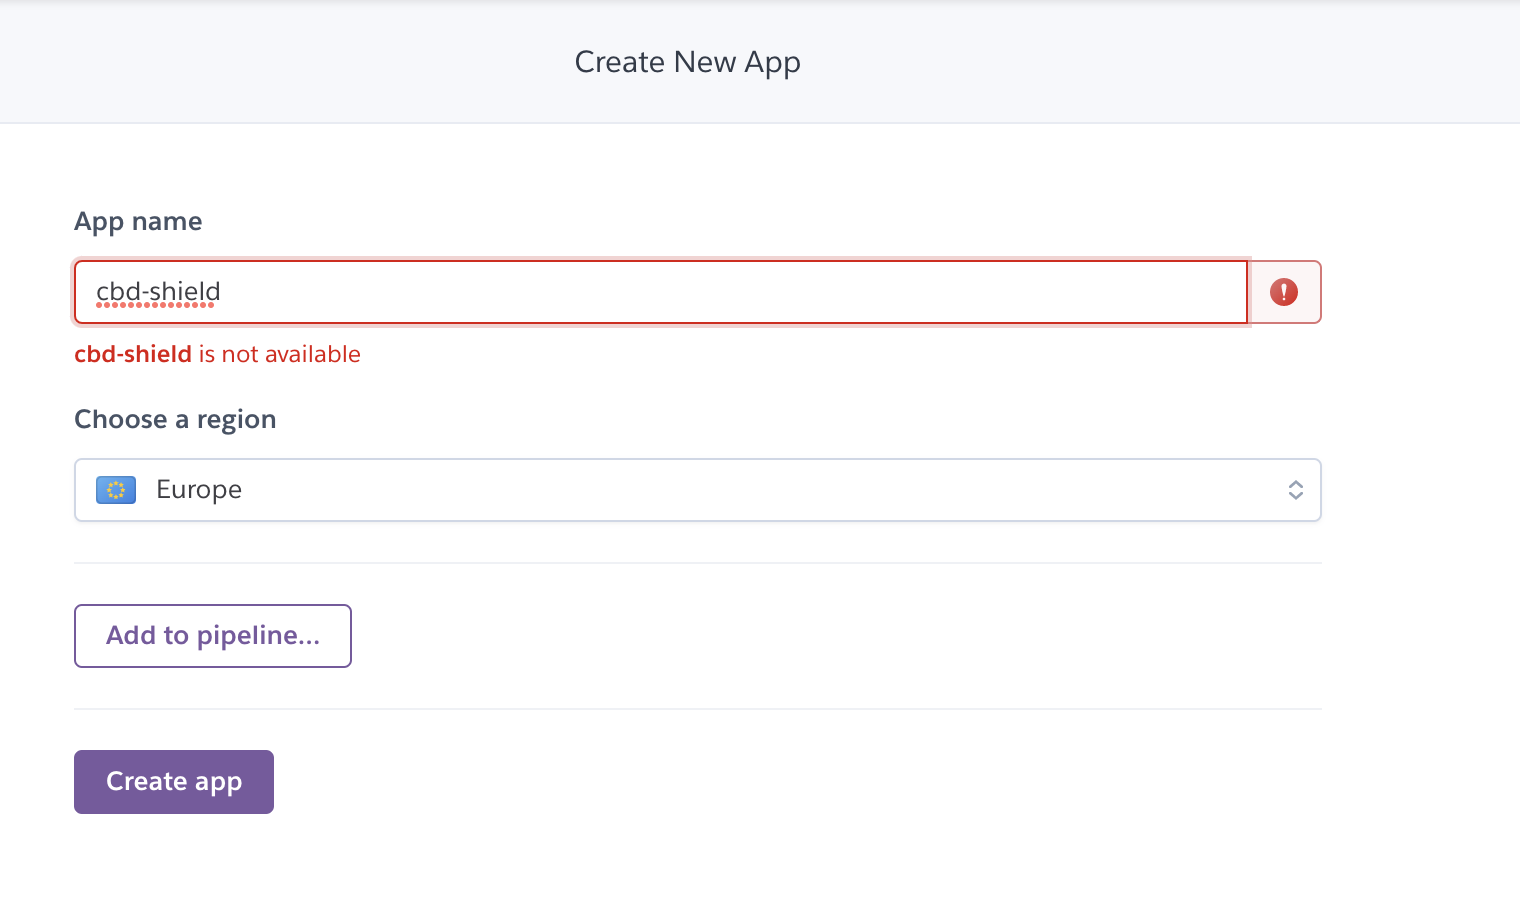 Create New App
App name
cbd-shield
cbd-shield is not available
Choose a region
Europe
Add to pipeline...
Create app